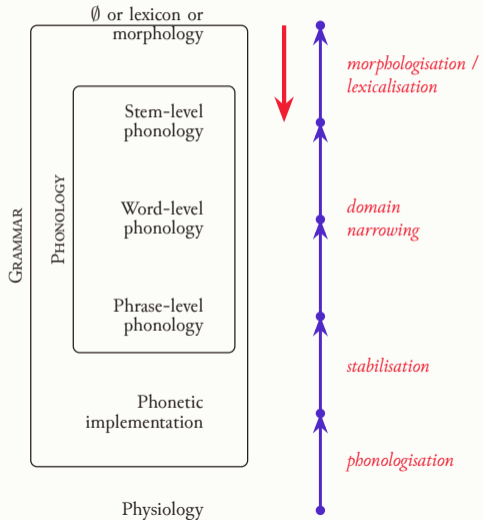 ∅ or lexicon or
morphology
Stem-level
phonology
Word-level
phonology
Phrase-level
phonology
Phonetic
implementation
Physiology
GRAMMAR
PHONOLOGY
morphologisation /
lexicalisation
domain
narrowing
stabilisation
phonologisation